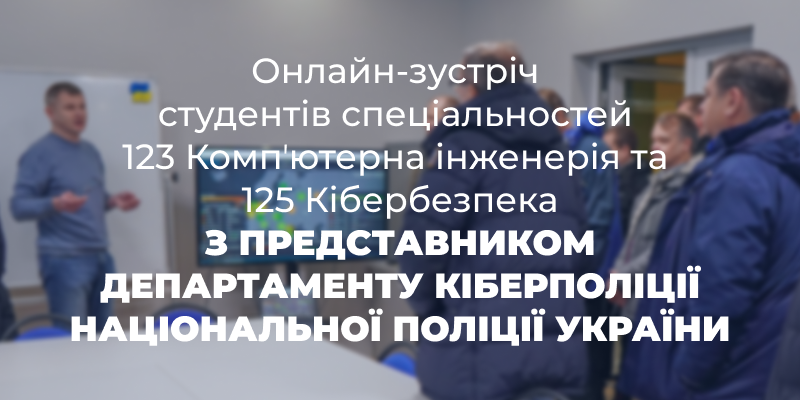 Онлайн-зустріч
студентів спеціальностей
123 Комп'ютерна інженерія та
125 Кібербезпека
З ПРЕДСТАВНИКОМ
ДЕПАРТАМЕНТУ КІБЕРПОЛІЦІЇ
НАЦІОНАЛЬНОЇ ПОЛІЦІЇ УКРАЇНИ